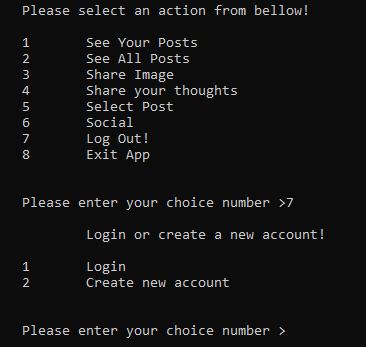 Please select an action from bellow!
1 See Your Posts
2 See All Posts
3 Share Image
4 Share your thoughts
5 Select Post
6 Social
7 Log Out!
8 Exit App
Please enter your choice number >7
Login or create a new account!
1 Login
2 Create new account
Please enter your choice number >